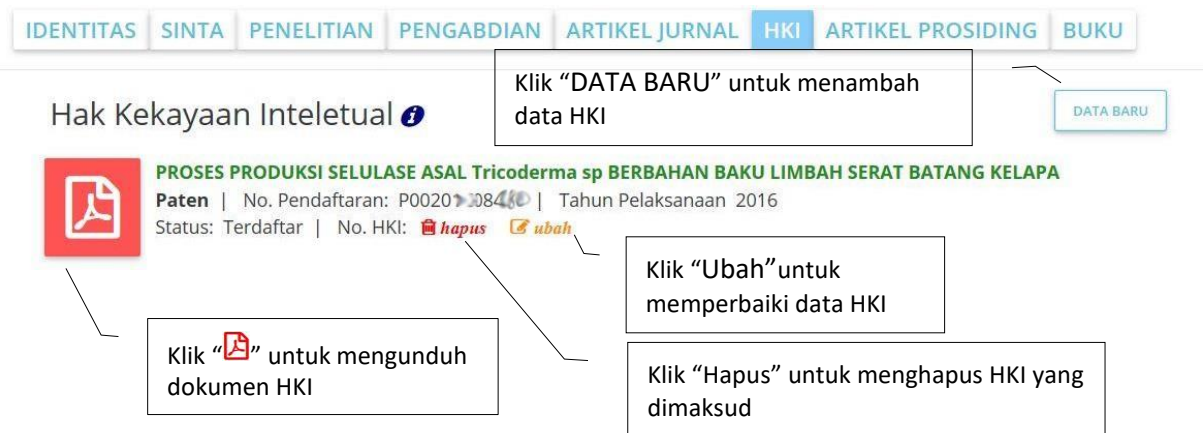 IDENTITAS SINTA PENELITIAN PENGABDIAN ARTIKEL JURNAL HKI ARTIKEL PROSIDING BUKU
Klik “DATA BARU” untuk menambah
data HKI
Hak Kekayaan Inteletual
DATA BARU
PROSES PRODUKSI SELULASE ASAL Tricoderma sp BERBAHAN BAKU LIMBAH SERAT BATANG KELAPA
Paten | No. Pendaftaran: | Tahun Pelaksanaan 2016
Status: Terdaftar | No. HKI: hapus ubah
Klik “Ubah”untuk
memperbaiki data HKI
Klik “” untuk mengunduh
dokumen HKI
Klik “Hapus” untuk menghapus HKI yang
dimaksud